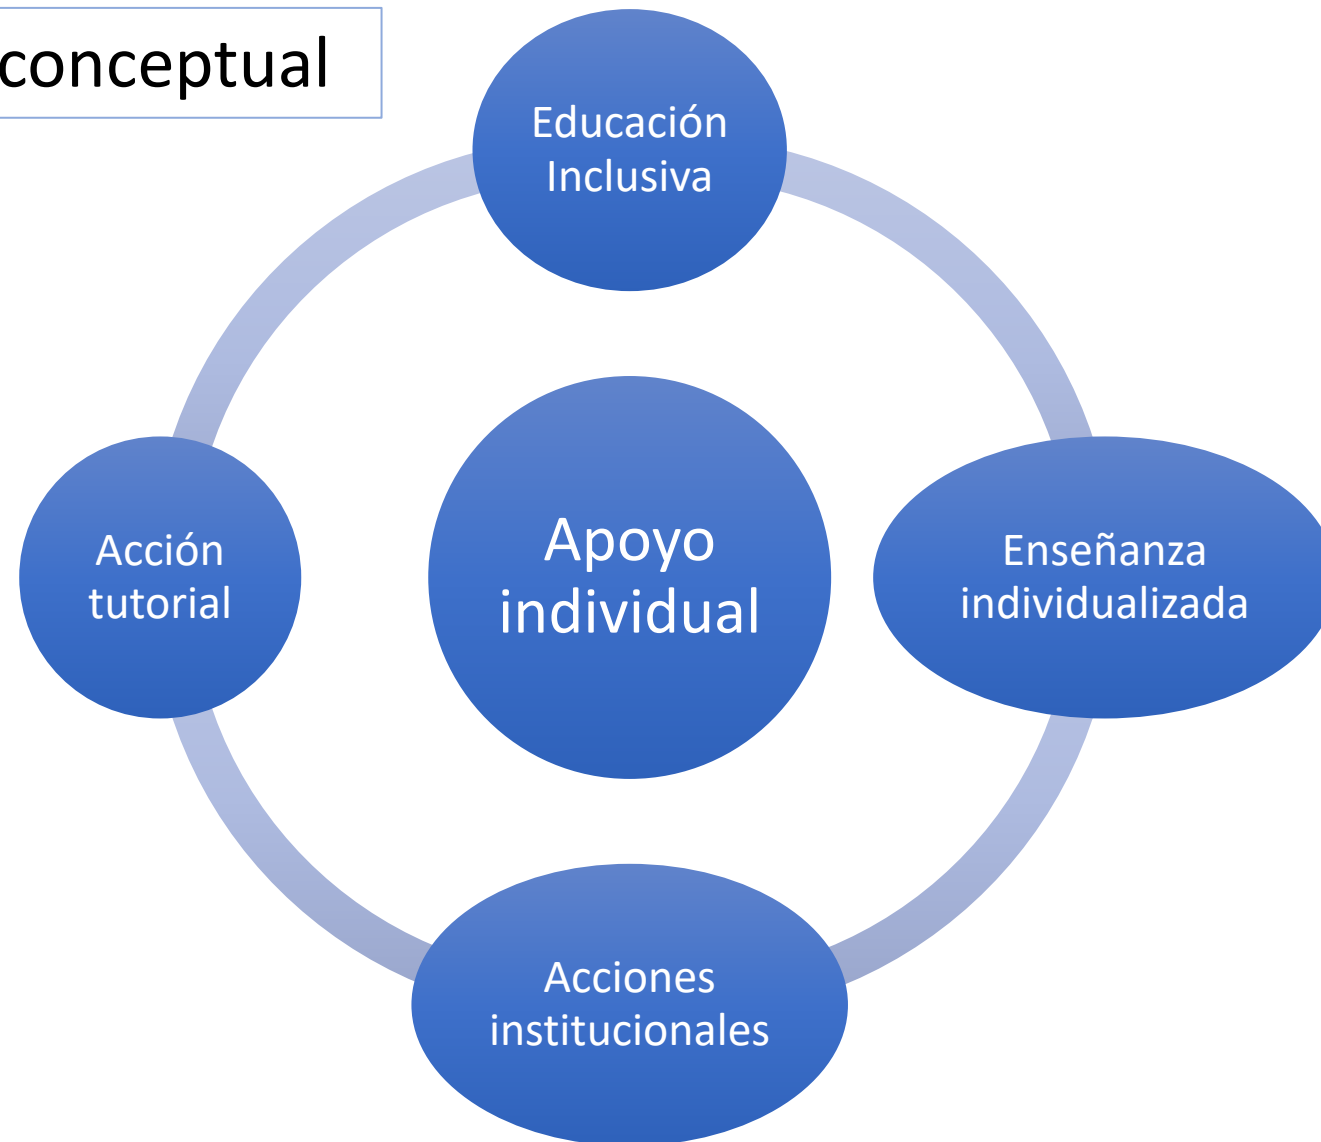 conceptual
Educación
Inclusiva
Acción
tutorial
Apoyo
individual
Enseñanza
individualizada
Acciones
institucionales